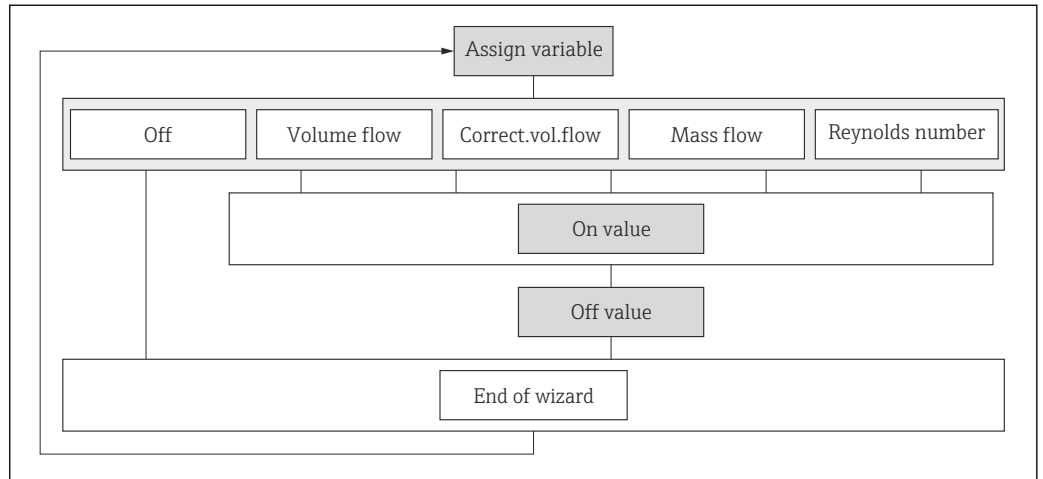 Assign variable
Off
Volume flow
Correct.vol.flow
Mass flow
Reynolds number
On value
Off value
End of wizard